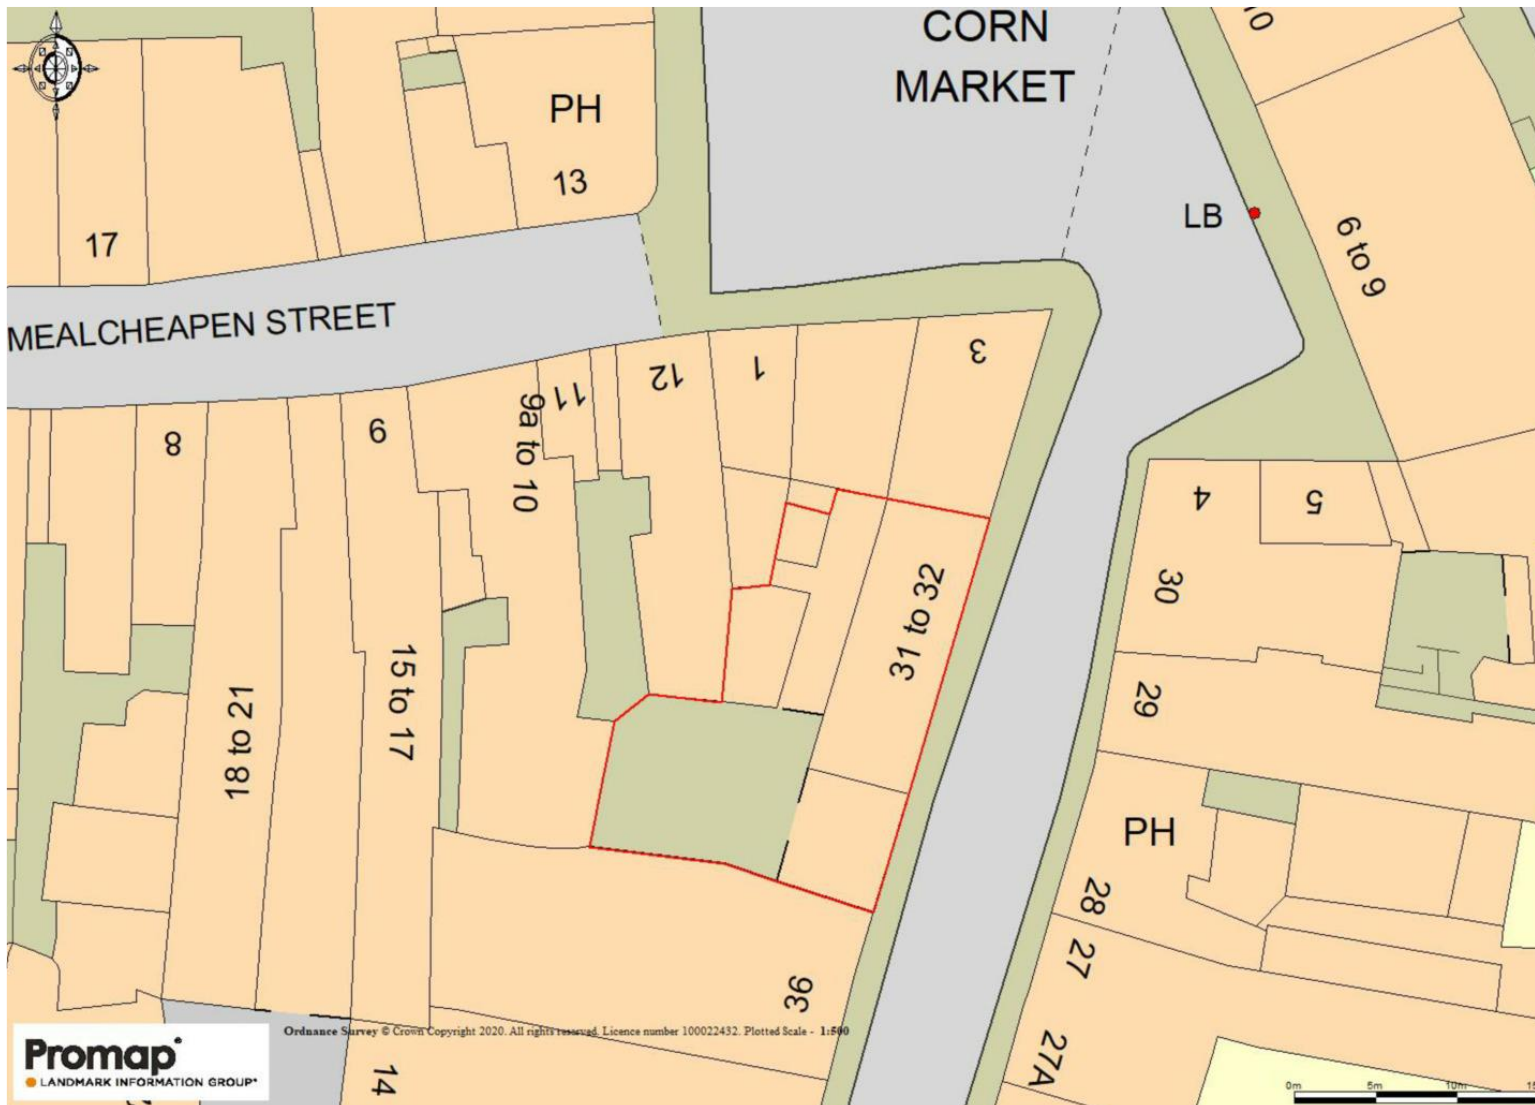 CORN
MARKET
PH
13
17
LB
6 to 9
MEALCHEAPEN STREET
8
9
9a to 10
11
12
1
3
4
5
30
31 to 32
29
15 to 17
18 to 21
PH
28
27
36
27A
14
Ordnance Survey © Crown Copyright 2020. All rights reserved. Licence number 100022432. Plotted Scale - 1:500
Promap
LANDMARK INFORMATION GROUP
0m 5m 10m